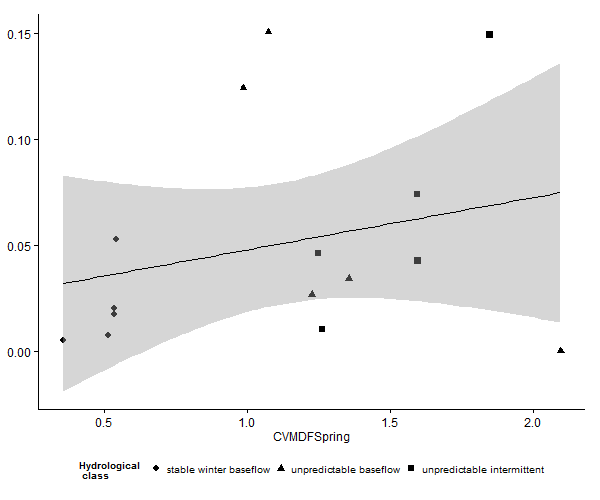 0.15
0.10
0.05
0.00
0.5 1.0 1.5 2.0
CVMDFSpring
Hydrological
class
stable winter baseflow unpredictable baseflow unpredictable intermittent